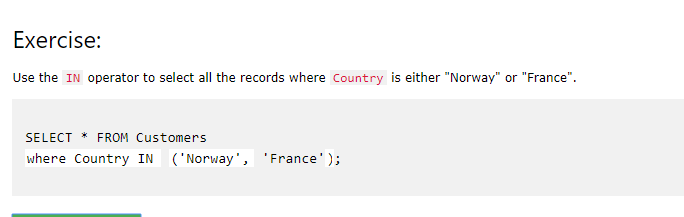 Exercise:
Use the IN operator to select all the records where Country is either "Norway" or "France".
SELECT * FROM Customers
where Country IN ('Norway', 'France');